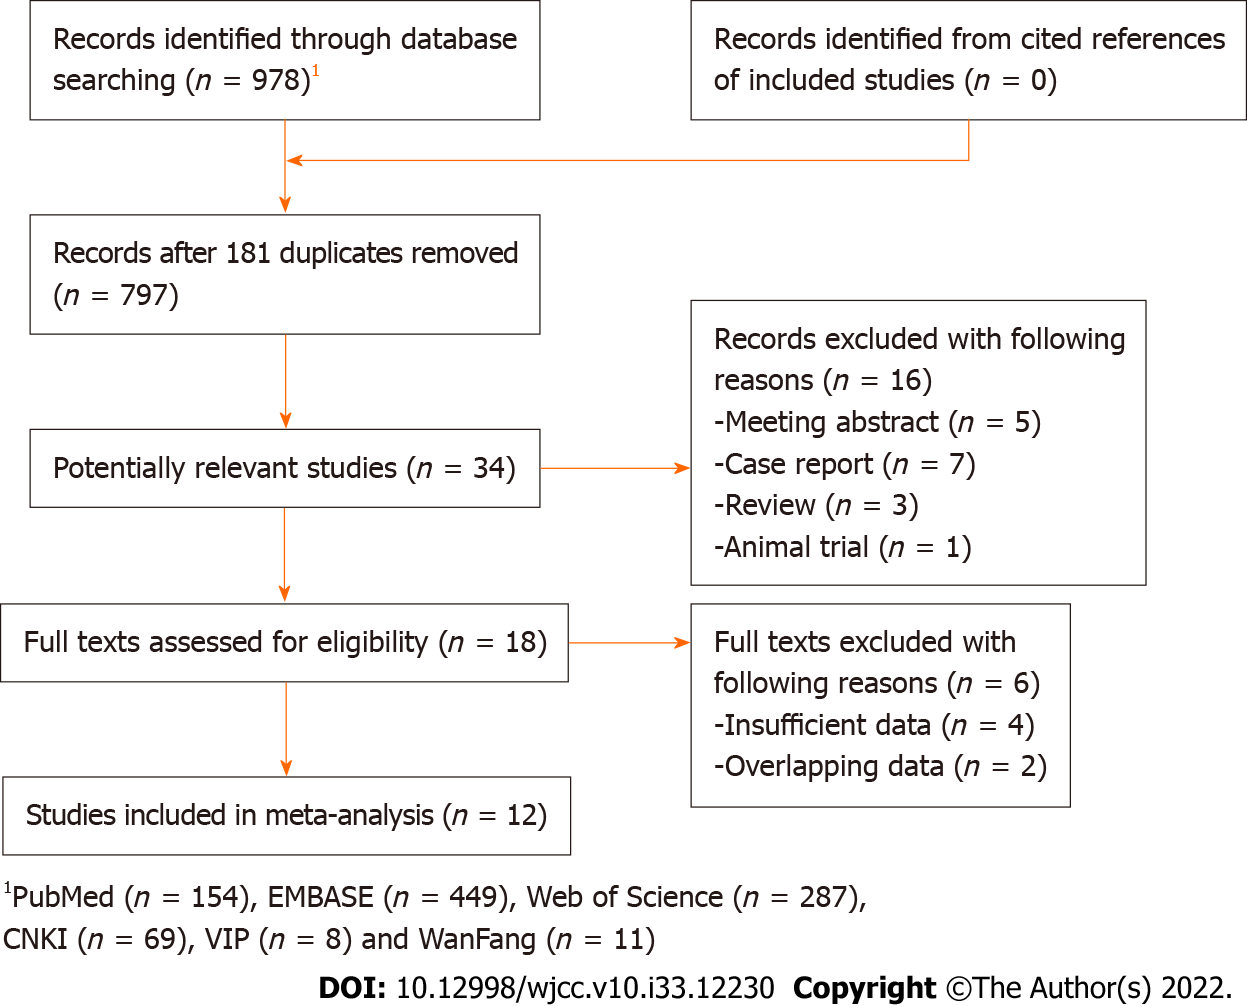 Records identified through database
searching (n = 978)¹
Records identified from cited references
of included studies (n = 0)
Records after 181 duplicates removed
(n = 797)
Records excluded with following
reasons (n = 16)
-Meeting abstract (n = 5)
-Case report (n = 7)
-Review (n = 3)
-Animal trial (n = 1)
Potentially relevant studies (n = 34)
Full texts assessed for eligibility (n = 18)
Full texts excluded with
following reasons (n = 6)
-Insufficient data (n = 4)
-Overlapping data (n = 2)
Studies included in meta-analysis (n = 12)
¹PubMed (n = 154), EMBASE (n = 449), Web of Science (n = 287),
CNKI (n = 69), VIP (n = 8) and WanFang (n = 11)
DOI: 10.12998/wjcc.v10.i33.12230 Copyright ©The Author(s) 2022.